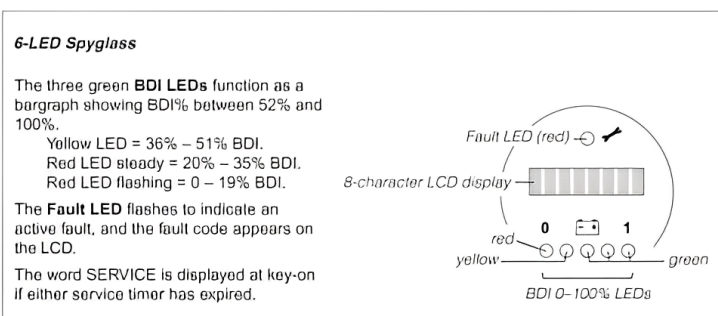 6-LED Spyglass
The three green BDI LEDs function as a
bargraph showing BDI% between 52% and
100%.
Yellow LED = 36% – 51% BDI.
Red LED steady = 20% – 35% BDI.
Red LED flashing = 0 – 19% BDI.
The Fault LED flashes to indicate an
active fault, and the fault code appears on
the LCD.
The word SERVICE is displayed at key-on
if either service timer has expired.
Fault LED (red)
8-character LCD display
0 - + 1
red
yellow
green
BDI 0–100% LEDs